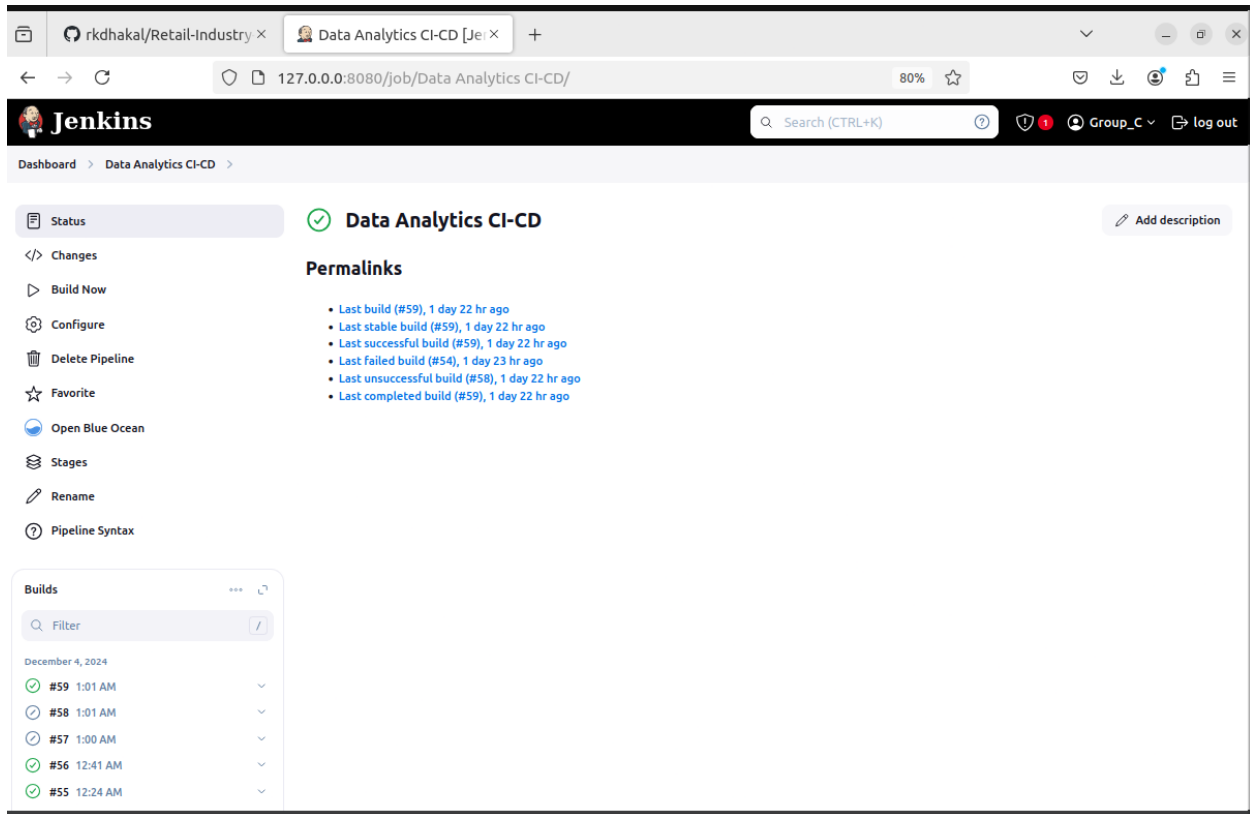 rkdhakal/Retail-Industry
Data Analytics CI-CD [Jen
127.0.0.0:8080/job/Data Analytics CI-CD/
80%
Jenkins
Search (CTRL+K)
1
Group_C
log out
Dashboard
Data Analytics CI-CD
Status
Changes
Build Now
Configure
Delete Pipeline
Favorite
Open Blue Ocean
Stages
Rename
Pipeline Syntax
Data Analytics CI-CD
Add description
Permalinks
Last build (#59), 1 day 22 hr ago
Last stable build (#59), 1 day 22 hr ago
Last successful build (#59), 1 day 22 hr ago
Last failed build (#54), 1 day 23 hr ago
Last unsuccessful build (#58), 1 day 22 hr ago
Last completed build (#59), 1 day 22 hr ago
Builds
Filter
/
December 4, 2024
#59 1:01 AM
#58 1:01 AM
#57 1:00 AM
#56 12:41 AM
#55 12:24 AM